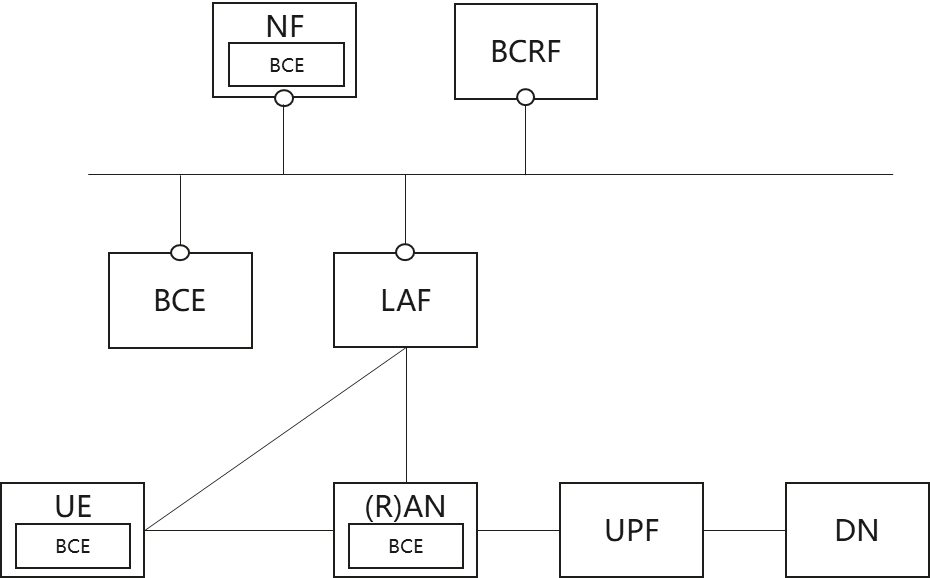 NF
BCE
BCRF
BCE
LAF
UE
BCE
(R)AN
BCE
UPF
DN